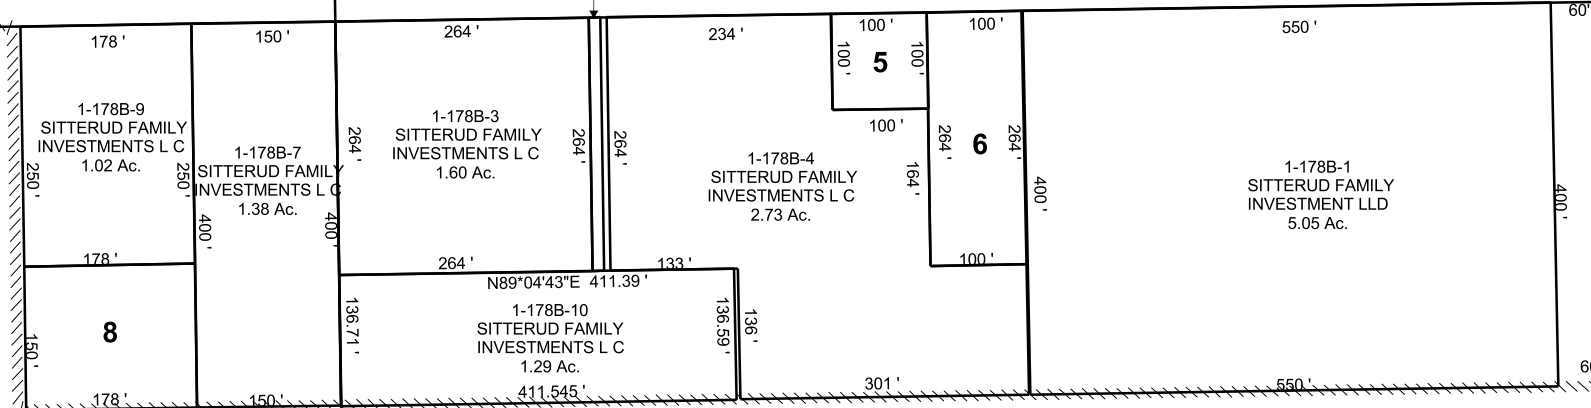 178 '
150 '
264 '
234 '
100 '
100 '
550 '
60'
1-178B-9
SITTERUD FAMILY
INVESTMENTS L C
1.02 Ac.
250 '
250 '
178 '
8
150 '
178 '
1-178B-7
SITTERUD FAMILY
INVESTMENTS L C
1.38 Ac.
400 '
400 '
150 '
1-178B-3
SITTERUD FAMILY
INVESTMENTS L C
1.60 Ac.
264 '
264 '
264 '
264 '
N89*04'43"E 411.39 '
136.71 '
1-178B-10
SITTERUD FAMILY
INVESTMENTS L C
1.29 Ac.
136.59 '
411.545 '
133 '
136 '
1-178B-4
SITTERUD FAMILY
INVESTMENTS L C
2.73 Ac.
301 '
100 '
5
100 '
100 '
164 '
264 '
6
264 '
100 '
400 '
1-178B-1
SITTERUD FAMILY
INVESTMENT LLD
5.05 Ac.
400 '
550 '